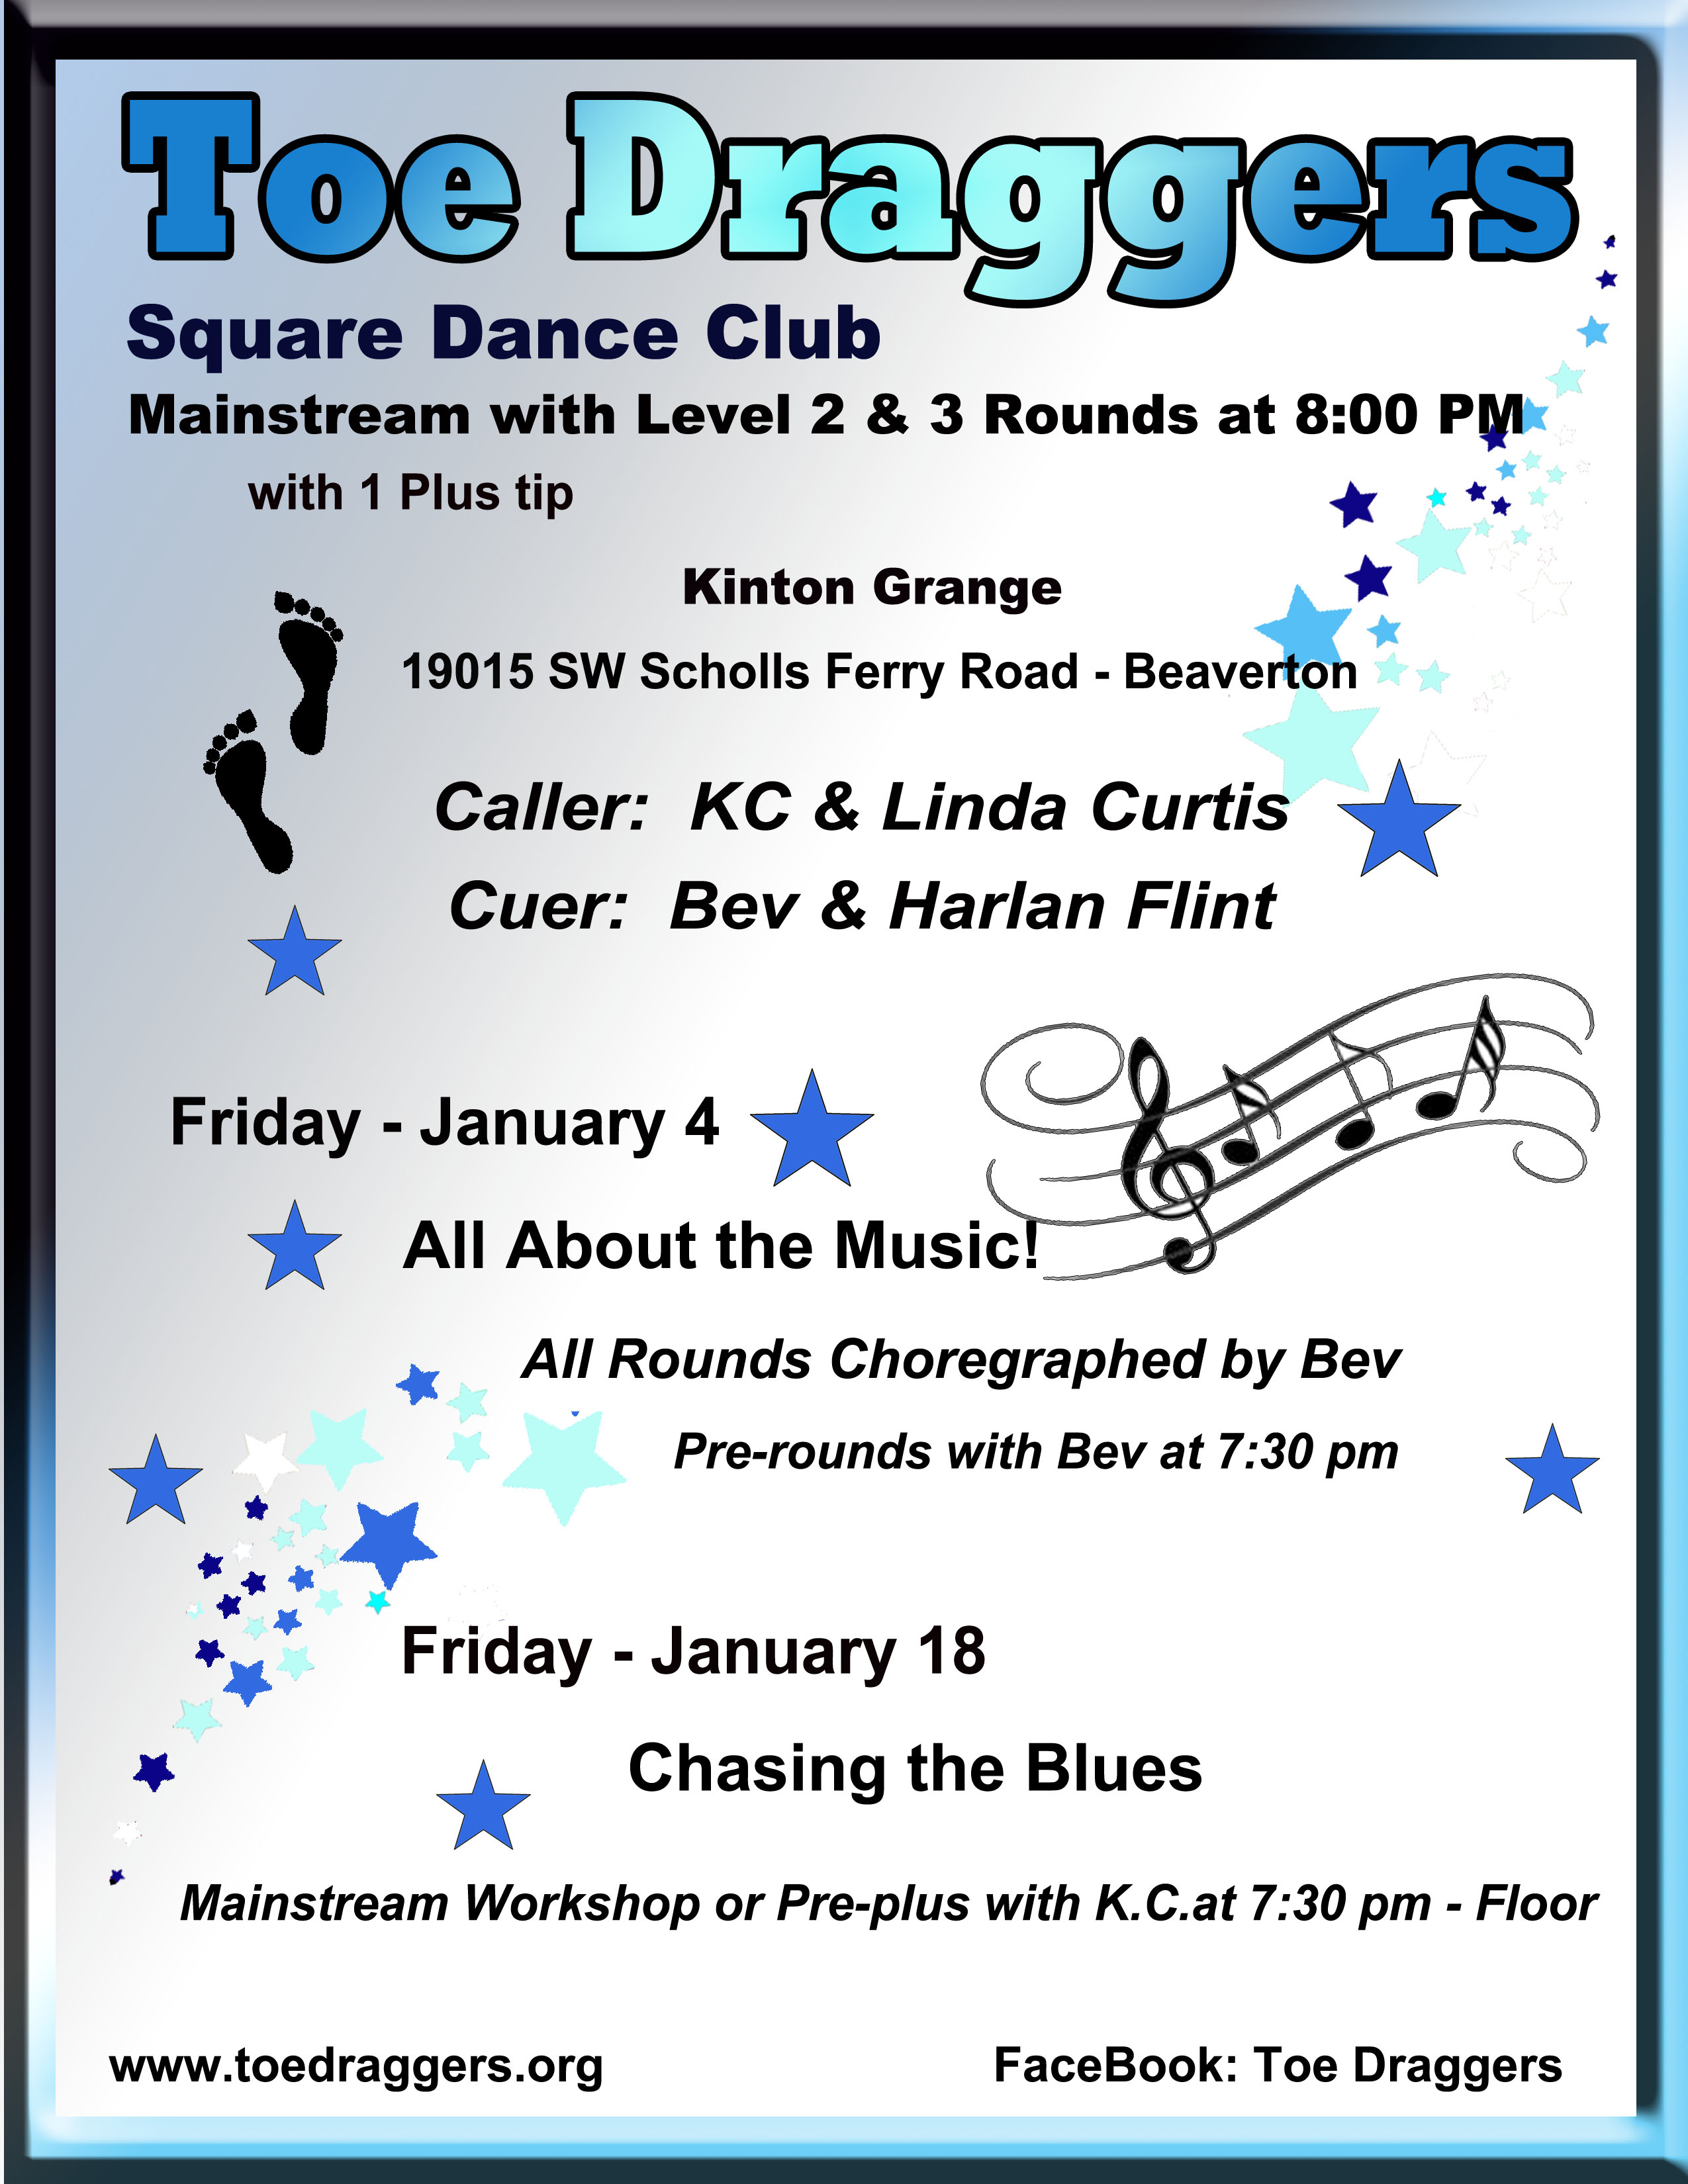 Toe Draggers
Square Dance Club
Mainstream with Level 2 & 3 Rounds at 8:00 PM
with 1 Plus tip
Kinton Grange
19015 SW Scholls Ferry Road - Beaverton
Caller: KC & Linda Curtis
Cuer: Bev & Harlan Flint
Friday - January 4
All About the Music!
All Rounds Choregraphed by Bev
Pre-rounds with Bev at 7:30 pm
Friday - January 18
Chasing the Blues
Mainstream Workshop or Pre-plus with K.C.at 7:30 pm - Floor
www.toedraggers.org
FaceBook: Toe Draggers